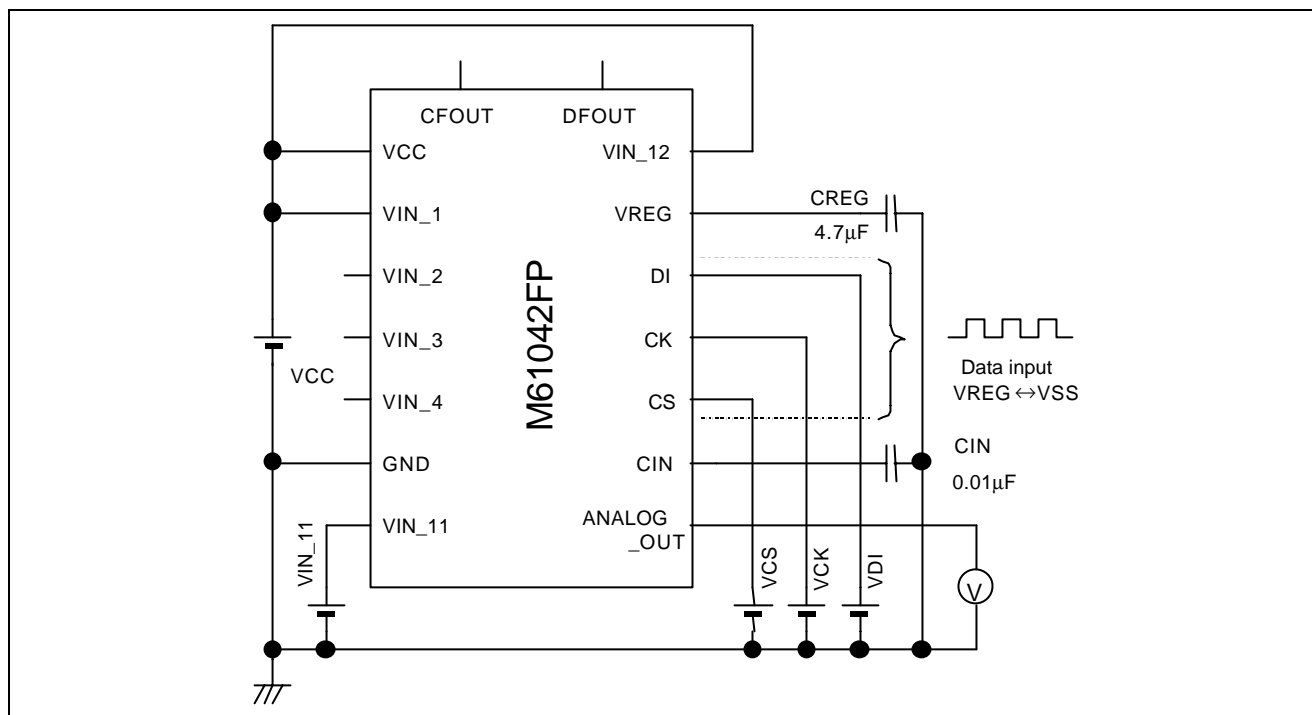 CFOUT
DFOUT
VCC
VIN_12
VIN_1
VREG
CREG
4.7μF
VIN_2
DI
VIN_3
CK
VCC
VIN_4
CS
Data input
VREG ↔VSS
M61042FP
GND
CIN
CIN
0.01μF
VIN_11
ANALOG
_OUT
VIN_11
VCS
VCK
VDI
V